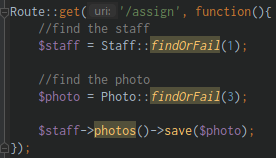 Route::get( uri: '/assign', function(){
//find the staff
$staff = Staff::findOrFail(1);
//find the photo
$photo = Photo::findOrFail(3);
$staff->photos()->save($photo);
});